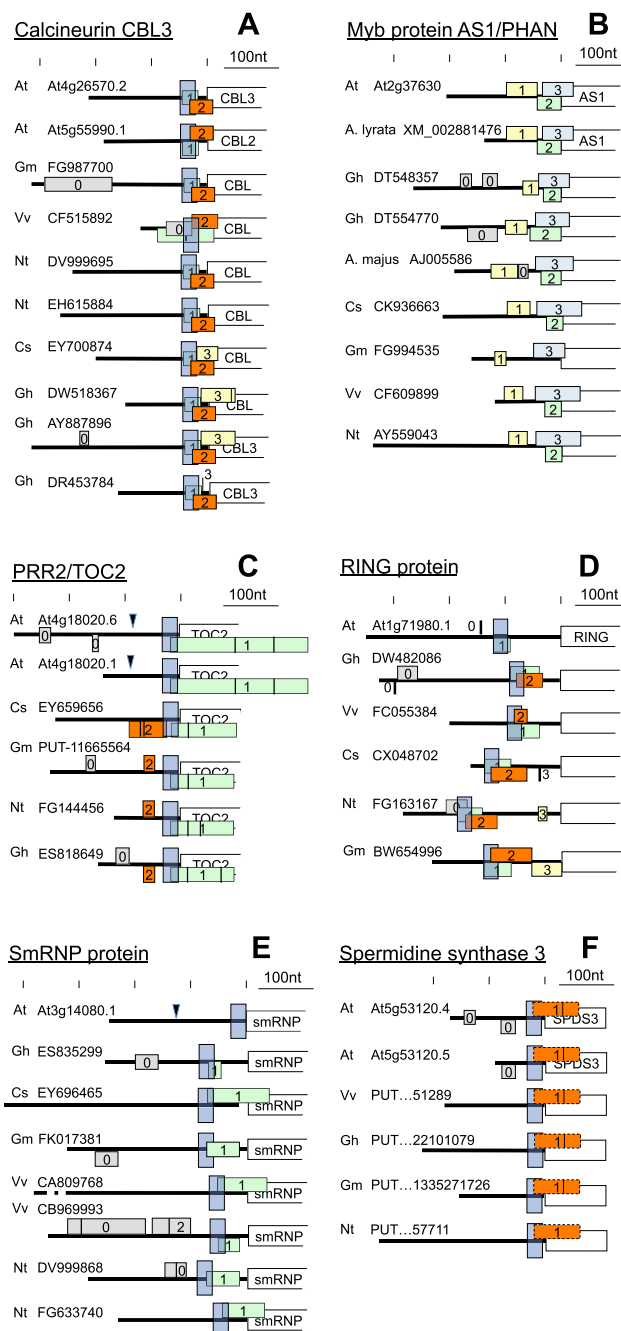 Calcineurin CBL3
A
100nt
At At4g26570.2
1
2
CBL3
At At5g55990.1
2
1
CBL2
Gm FG987700
0
1
2
CBL
Vv CF515892
0
2
1
CBL
Nt DV999695
1
2
CBL
Nt EH615884
1
2
CBL
Cs EY700874
3
1
2
CBL
Gh DW518367
3
1
2
CBL
Gh AY887896
0
3
1
2
CBL3
Gh DR453784
3
1
2
CBL3
Myb protein AS1/PHAN
B
100nt
At At2g37630
1
3
2
AS1
A. lyrata XM_002881476
1
3
2
AS1
Gh DT548357
0
0
3
1
2
Gh DT554770
3
1
0
2
A. majus AJ005586
3
1
0
2
Cs CK936663
1
3
2
Gm FG994535
3
1
Vv CF609899
1
3
2
Nt AY559043
1
3
2
PRR2/TOC2
C
100nt
At At4g18020.6
0
0
TOC2
1
At At4g18020.1
TOC2
1
Cs EY659656
2
TOC2
1
Gm PUT-11665564
0
2
TOC2
1
Nt FG144456
2
TOC2
1
Gh ES818649
0
2
TOC2
1
RING protein
D
100nt
At At1g71980.1
0
1
RING
Gh DW482086
0
0
1
2
Vv FC055384
2
1
Cs CX048702
1
2
3
Nt FG163167
0
1
2
3
Gm BW654996
2
1
3
SmRNP protein
E
100nt
At At3g14080.1
smRNP
Gh ES835299
0
1
smRNP
Cs EY696465
1
smRNP
Gm FK017381
0
1
smRNP
Vv CA809768
1
smRNP
Vv CB969993
0
2
1
smRNP
Nt DV999868
0
1
smRNP
Nt FG633740
1
smRNP
Spermidine synthase 3
F
100nt
At At5g53120.4
0
0
1
SPDS3
At At5g53120.5
0
1
SPDS3
Vv PUT...51289
1
Gh PUT...22101079
1
Gm PUT...1335271726
1
Nt PUT...57711
1